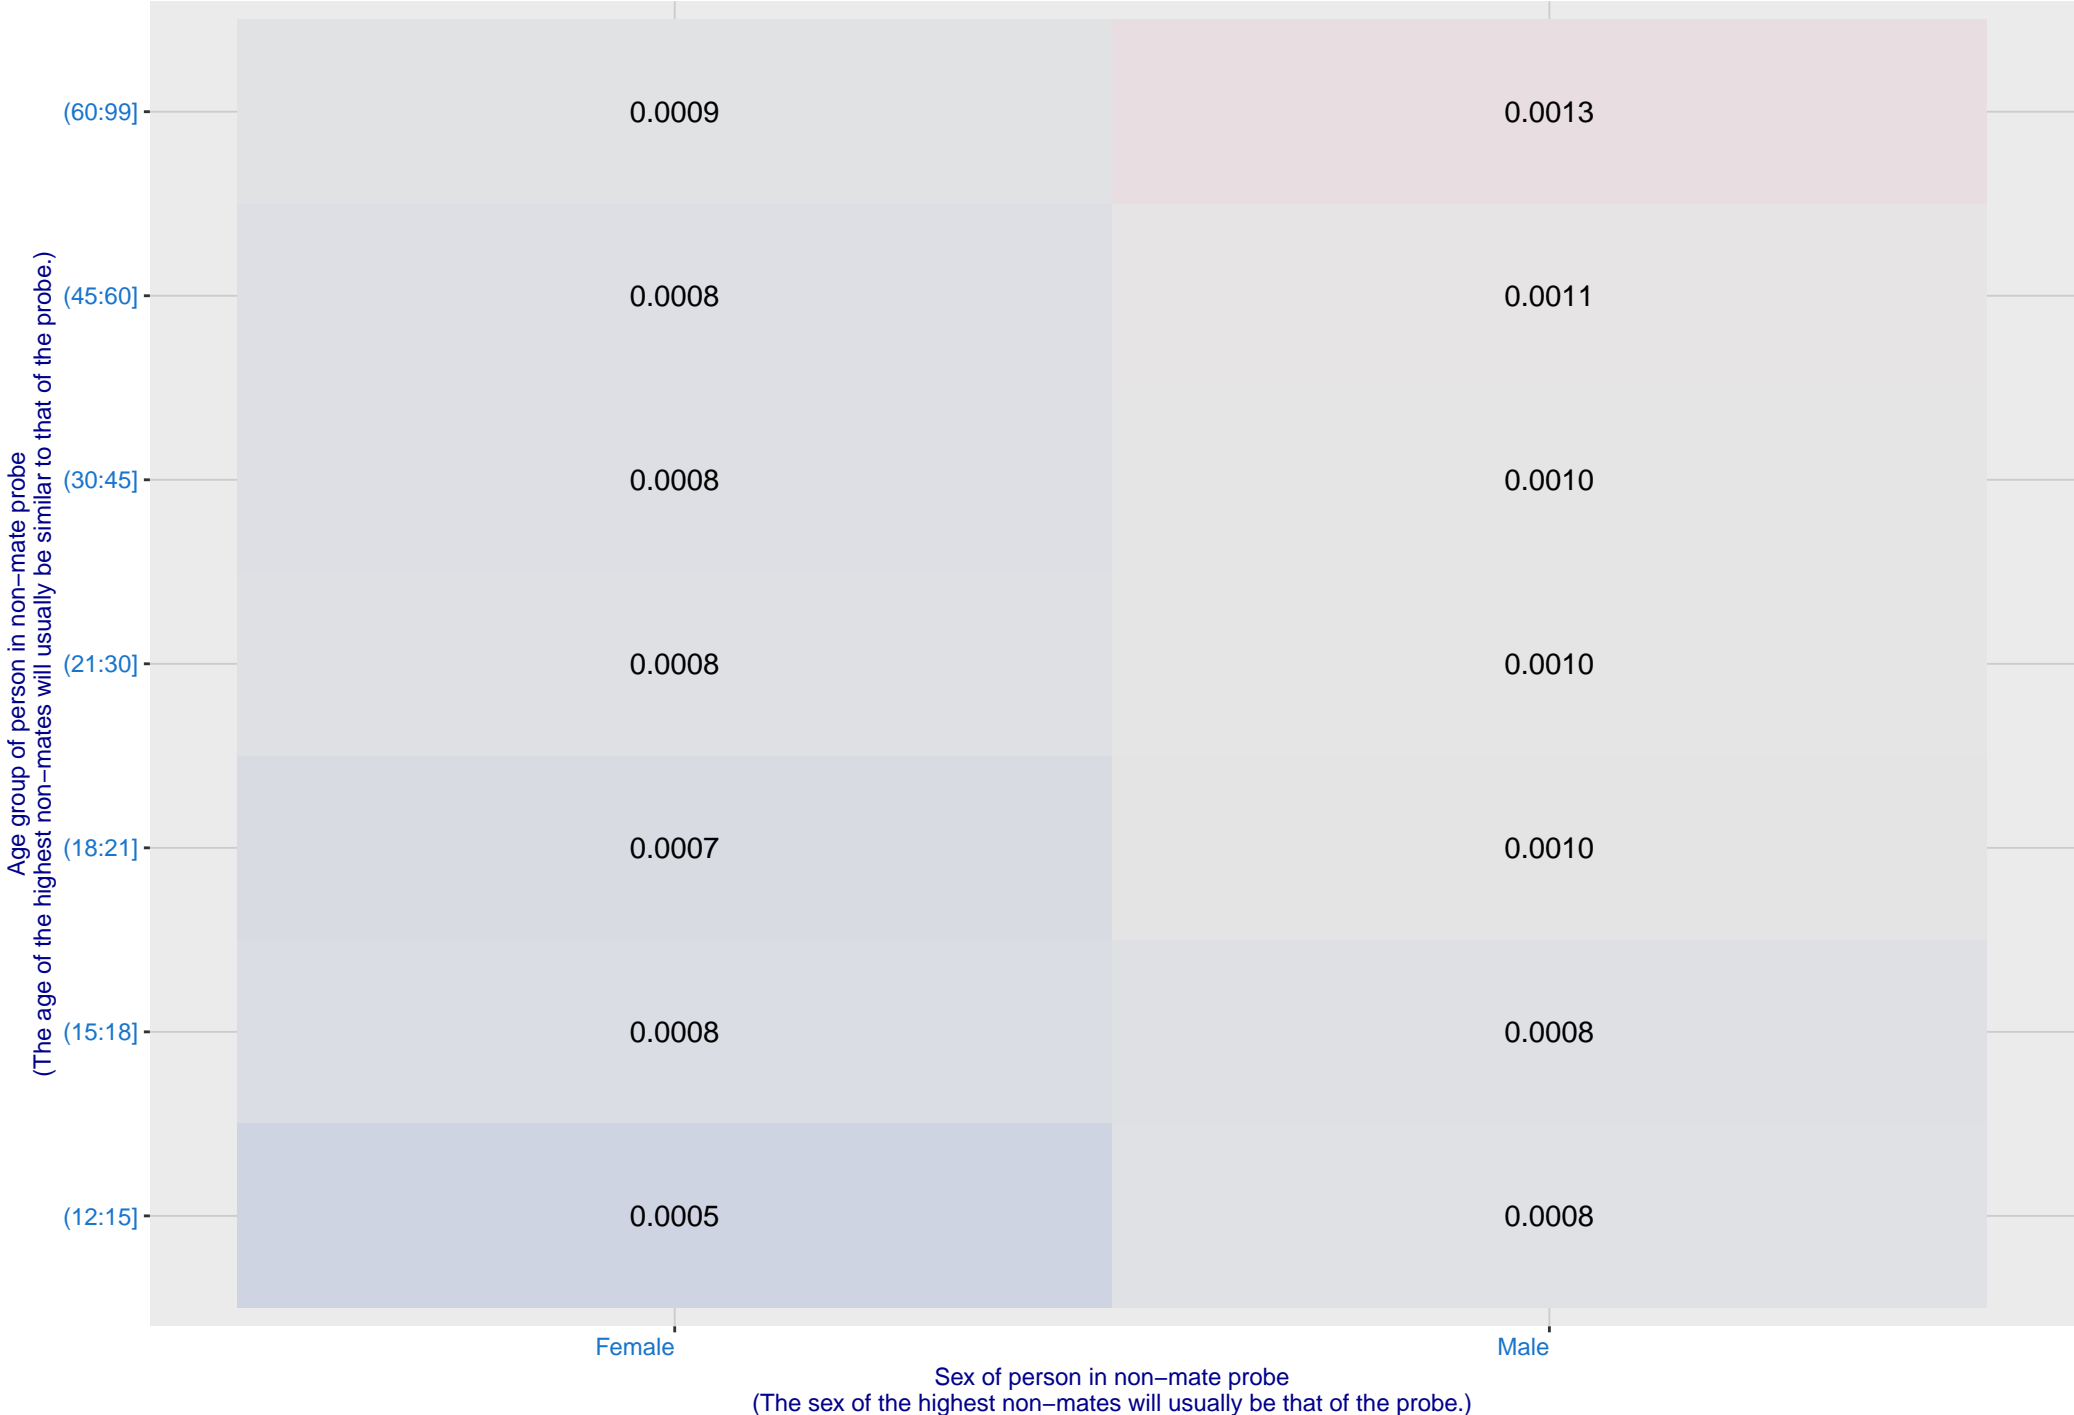 Age group of person in non−mate probe
(The age of the highest non−mates will usually be similar to that of the probe.)
(60:99] 0.0009 0.0013
(45:60] 0.0008 0.0011
(30:45] 0.0008 0.0010
(21:30] 0.0008 0.0010
(18:21] 0.0007 0.0010
(15:18] 0.0008 0.0008
(12:15] 0.0005 0.0008
Female Male
Sex of person in non−mate probe
(The sex of the highest non−mates will usually be that of the probe.)